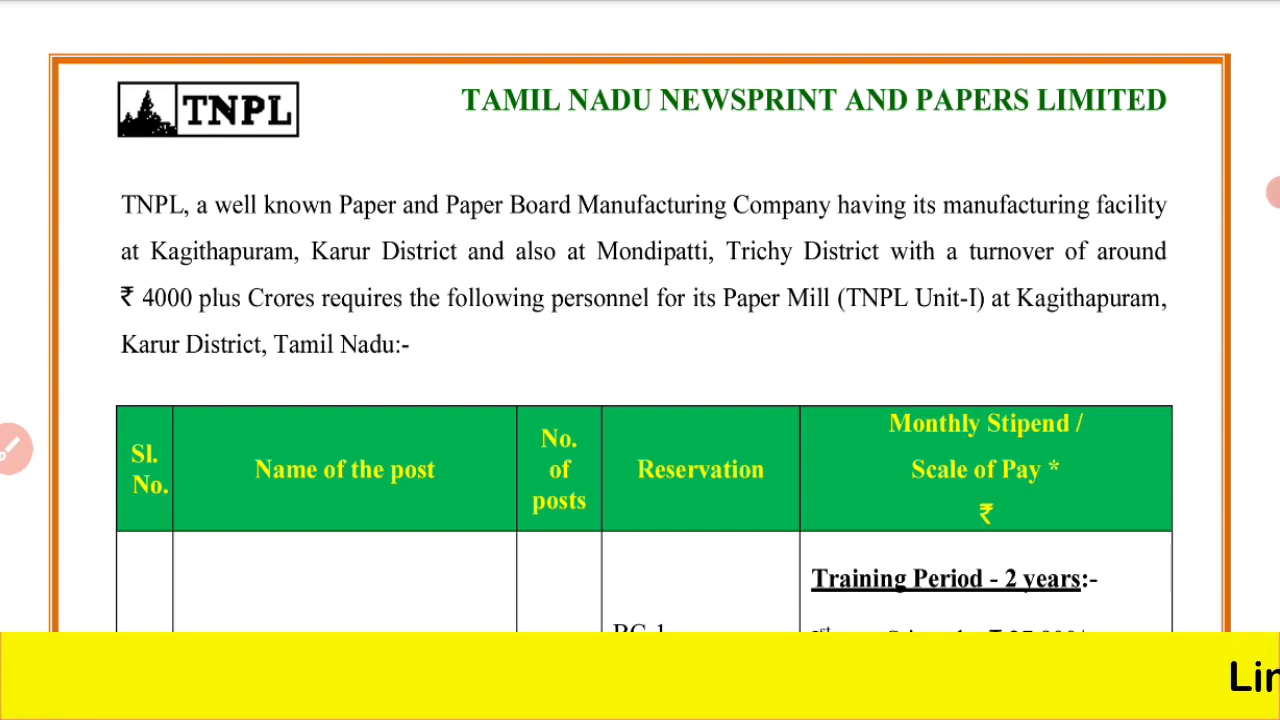 TNPL
TAMIL NADU NEWSPRINT AND PAPERS LIMITED
TNPL, a well known Paper and Paper Board Manufacturing Company having its manufacturing facility
at Kagithapuram, Karur District and also at Mondipatti, Trichy District with a turnover of around
₹ 4000 plus Crores requires the following personnel for its Paper Mill (TNPL Unit-I) at Kagithapuram,
Karur District, Tamil Nadu:-
Sl.
No.
Name of the post
No.
of
posts
Reservation
Monthly Stipend /
Scale of Pay *
₹
Training Period - 2 years:-